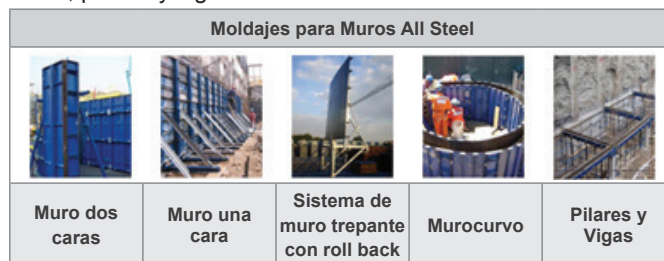 Moldajes para Muros All Steel
Muro dos
caras
Muro una
cara
Sistema de
muro trepante
con roll back
Murocurvo
Pilares y
Vigas